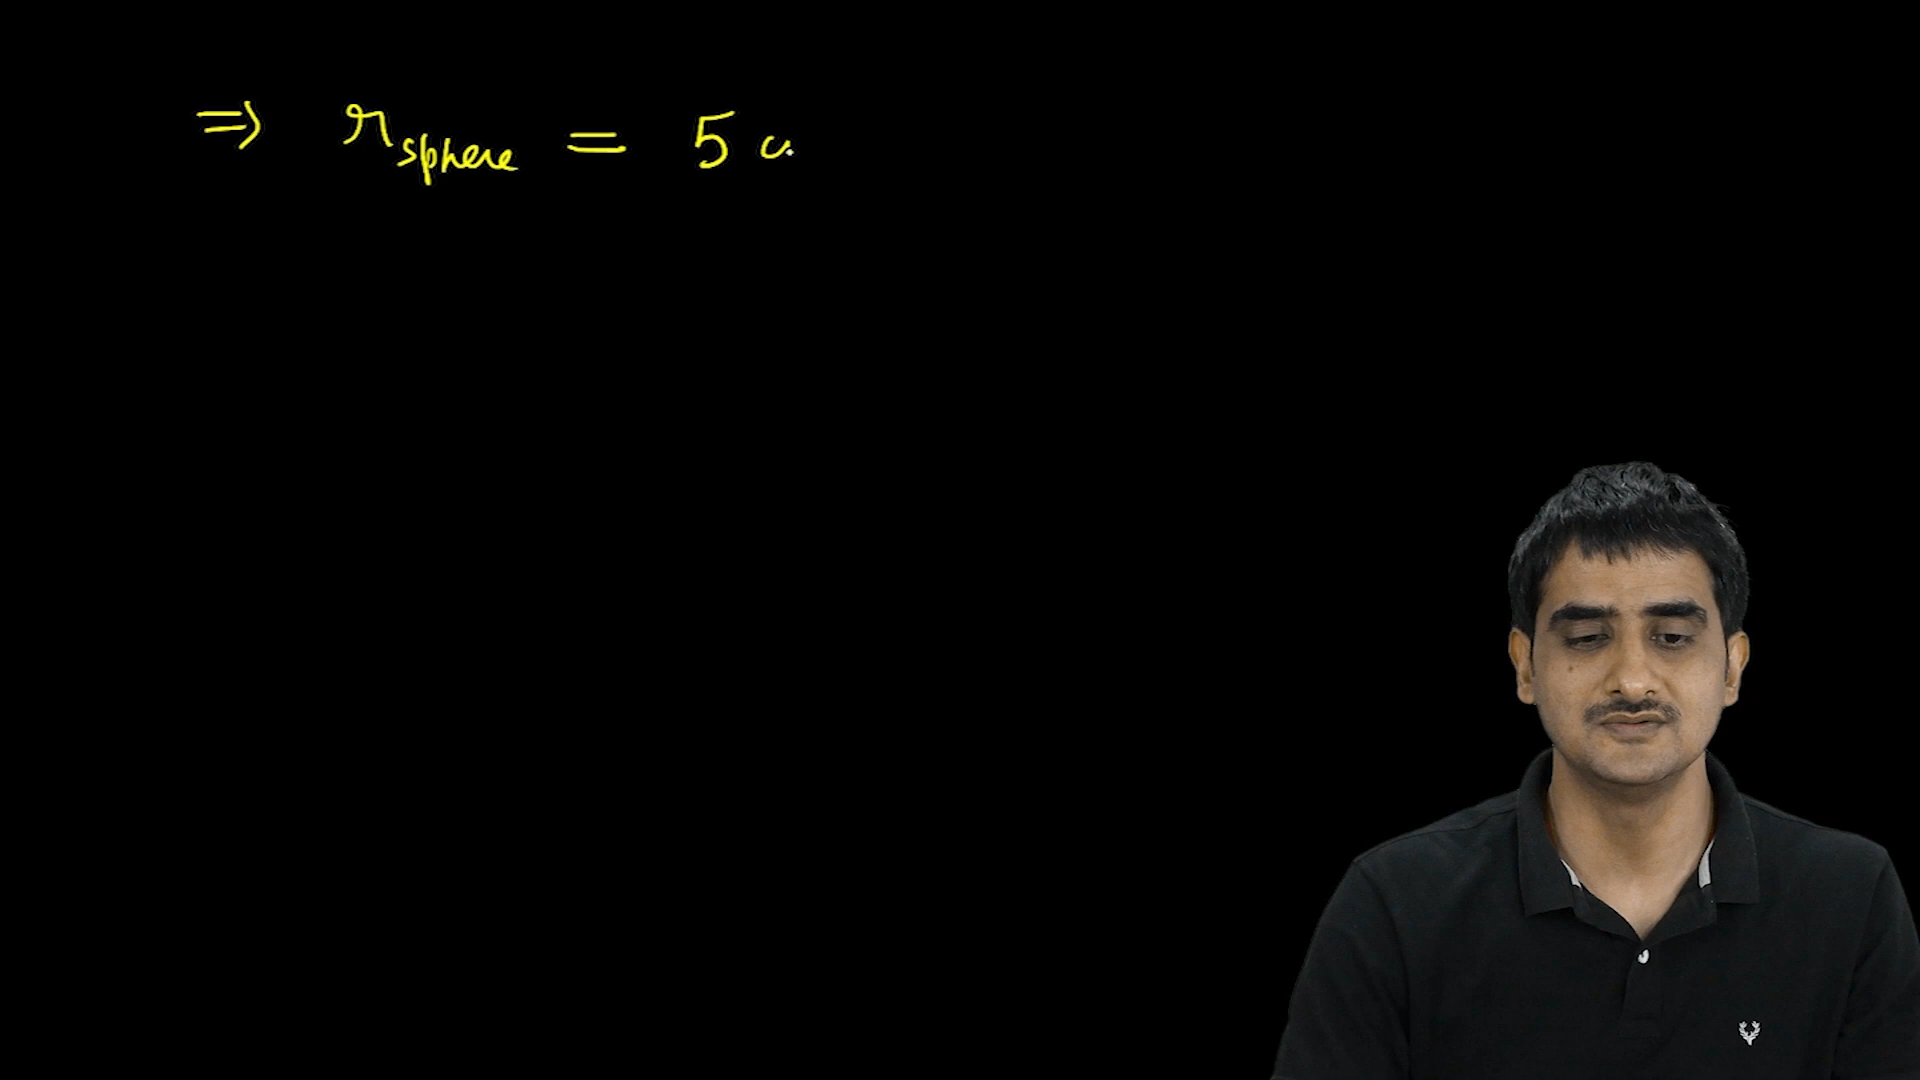 ⇒ r_sphere = 5 c